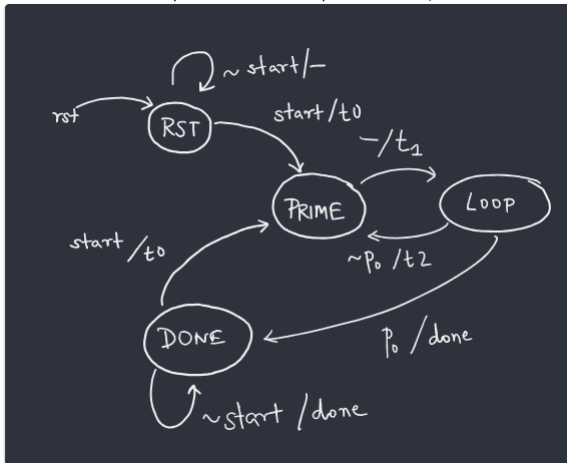 ~ start/-
rst
RST
start/t0
-/t1
PRIME
LOOP
start/t0
~P0/t2
DONE
P0/done
~start/done